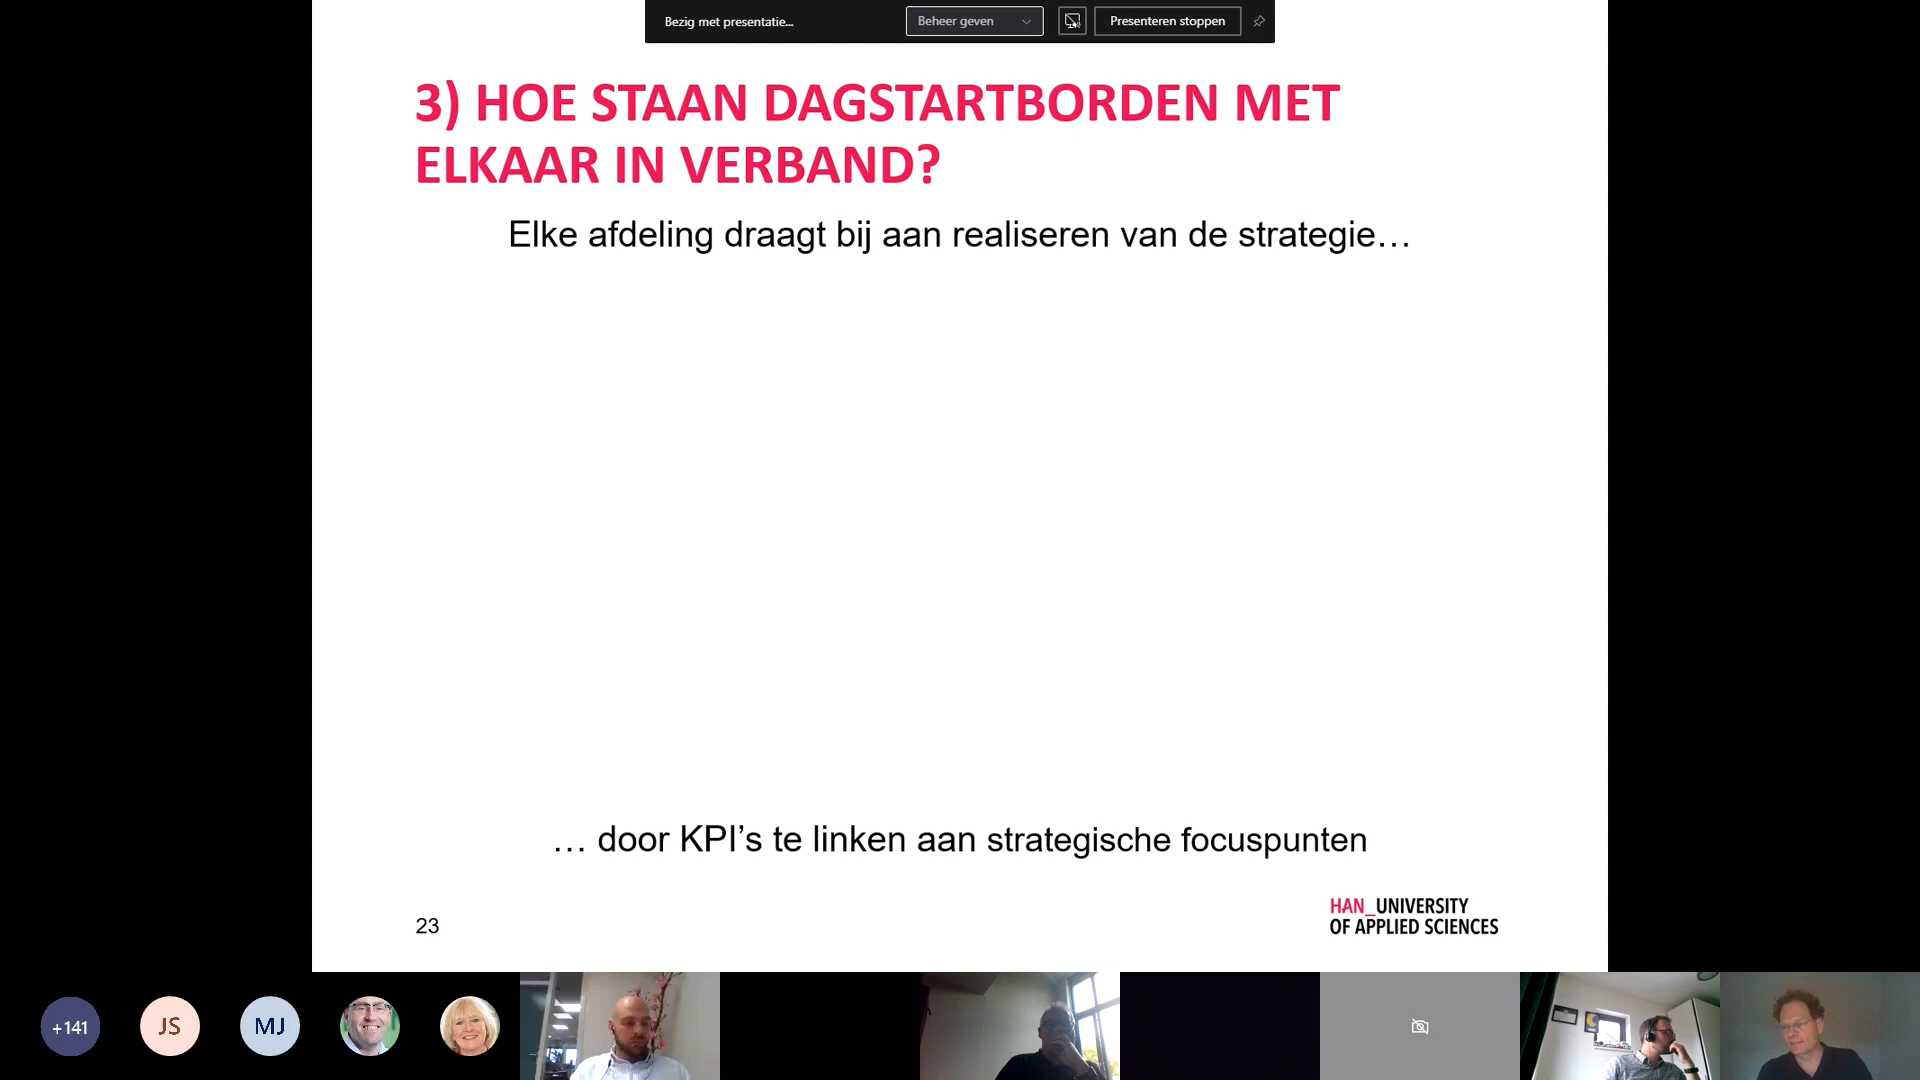 Bezig met presentatie...
Beheer geven
Presenteren stoppen
3) HOE STAAN DAGSTARTBORDEN MET
ELKAAR IN VERBAND?
Elke afdeling draagt bij aan realiseren van de strategie…
… door KPI’s te linken aan strategische focuspunten
23
HAN_UNIVERSITY
OF APPLIED SCIENCES
+141
JS
MJ